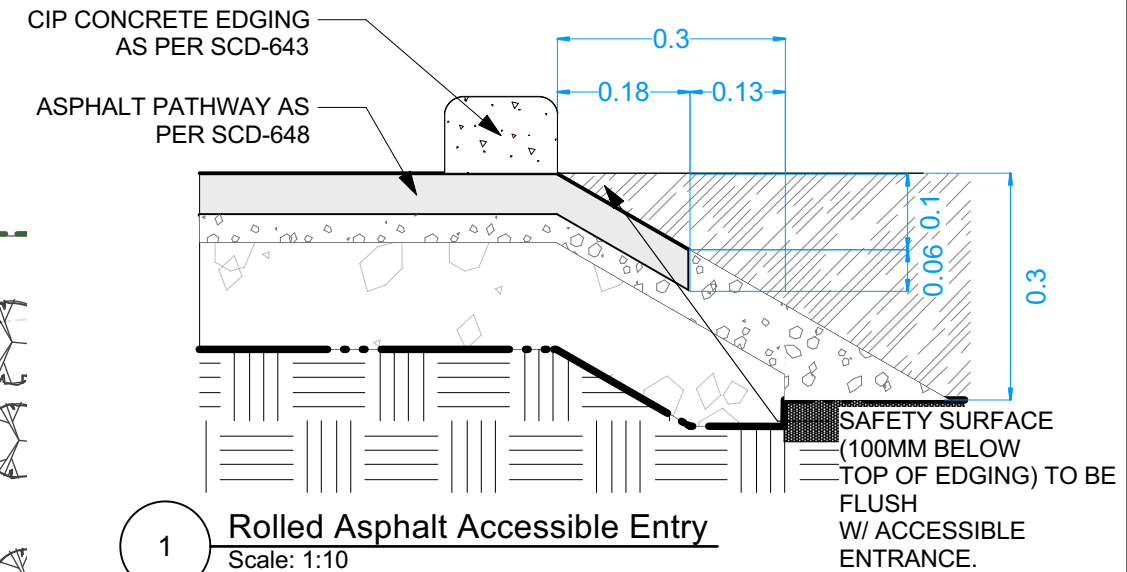 CIP CONCRETE EDGING
AS PER SCD-643
ASPHALT PATHWAY AS
PER SCD-648
0.3
0.18
0.13
0.1
0.06
0.3
SAFETY SURFACE
(100MM BELOW
TOP OF EDGING) TO BE
FLUSH
W/ ACCESSIBLE
ENTRANCE.
1
Rolled Asphalt Accessible Entry
Scale: 1:10